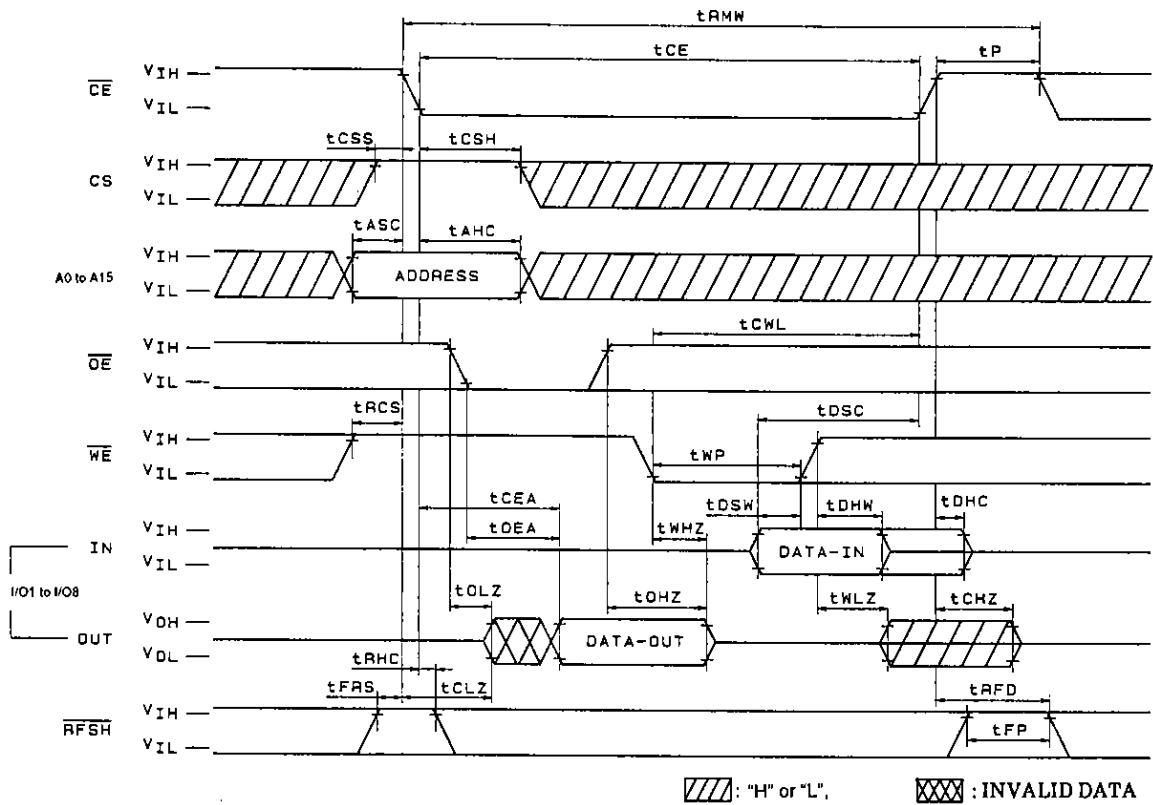 tRMW
tCE
tP
CE
VIH
VIL
tCSS
tCSH
CS
VIH
VIL
tASC
tAHC
A0 to A15
VIH
VIL
ADDRESS
tCWL
OE
VIH
VIL
tRCS
tDSC
WE
VIH
VIL
tWP
tCEA
tDSW
tDHW
tDHC
tOEA
tWHZ
IN
VIH
VIL
DATA-IN
I/O1 to I/O8
tOLZ
tOHZ
tWLZ
tCHZ
OUT
VOH
VOL
DATA-OUT
tRHC
tFRS
tCLZ
tRFD
RFSH
VIH
VIL
tFP
: "H" or "L",
: INVALID DATA